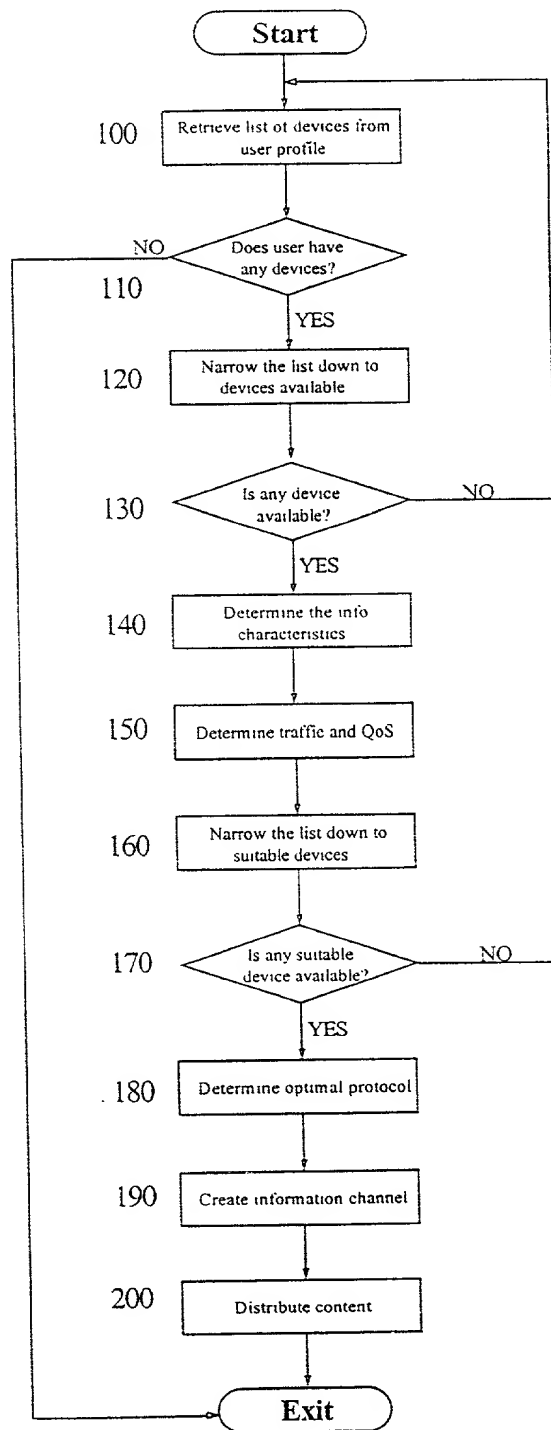 Start
100
Retrieve list of devices from
user profile
NO
Does user have
any devices?
110
YES
120
Narrow the list down to
devices available
130
Is any device
available?
NO
YES
140
Determine the info
characteristics
150
Determine traffic and QoS
160
Narrow the list down to
suitable devices
170
Is any suitable
device available?
NO
YES
180
Determine optimal protocol
190
Create information channel
200
Distribute content
Exit